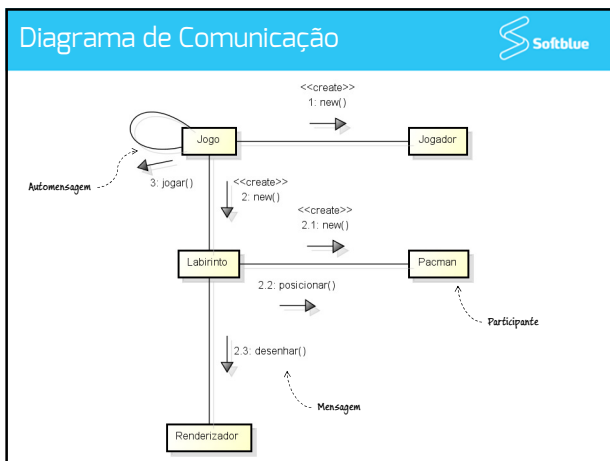 Diagrama de Comunicação
Softblue
<<create>>
1: new()
Jogo
Jogador
Automensagem
3: jogar()
<<create>>
2: new()
<<create>>
2.1: new()
Labirinto
Pacman
2.2: posicionar()
Participante
2.3: desenhar()
Mensagem
Renderizador